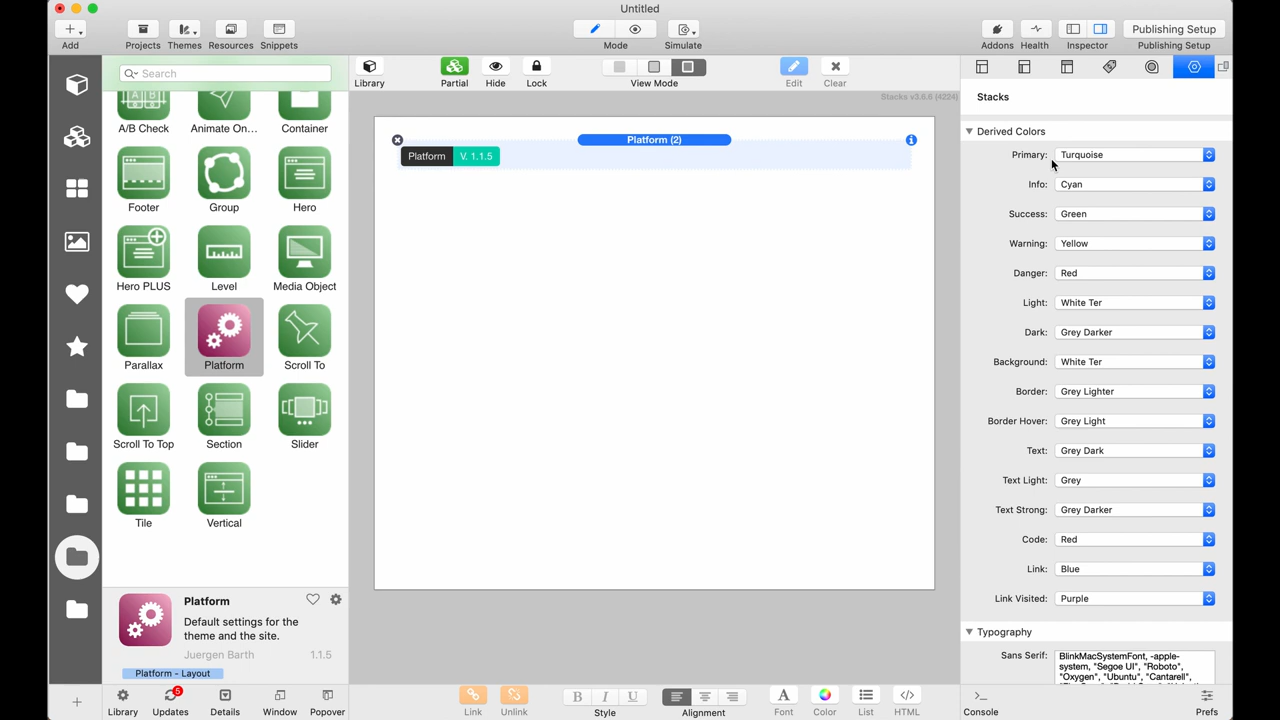 Untitled
Add
Projects
Themes
Resources
Snippets
Mode
Simulate
Addons
Health
Inspector
Publishing Setup
Publishing Setup
Search
Library
Partial
Hide
Lock
View Mode
Edit
Clear
Stacks v3.6.6 (4224)
Stacks
A/B Check
Animate On...
Container
Footer
Group
Hero
Hero PLUS
Level
Media Object
Parallax
Platform
Scroll To
Scroll To Top
Section
Slider
Tile
Vertical
Platform
Default settings for the
theme and the site.
Juergen Barth
1.1.5
Platform - Layout
Platform (2)
Platform V. 1.1.5
Derived Colors
Primary: Turquoise
Info: Cyan
Success: Green
Warning: Yellow
Danger: Red
Light: White Ter
Dark: Grey Darker
Background: White Ter
Border: Grey Lighter
Border Hover: Grey Light
Text: Grey Dark
Text Light: Grey
Text Strong: Grey Darker
Code: Red
Link: Blue
Link Visited: Purple
Typography
Sans Serif: BlinkMacSystemFont, -apple-
system, "Segoe UI", "Roboto",
"Oxygen", "Ubuntu", "Cantarell",
Library
5
Updates
Details
Window
Popover
Link
Unlink
B I U
Style
Alignment
A
Font
Color
List
HTML
Console
Prefs